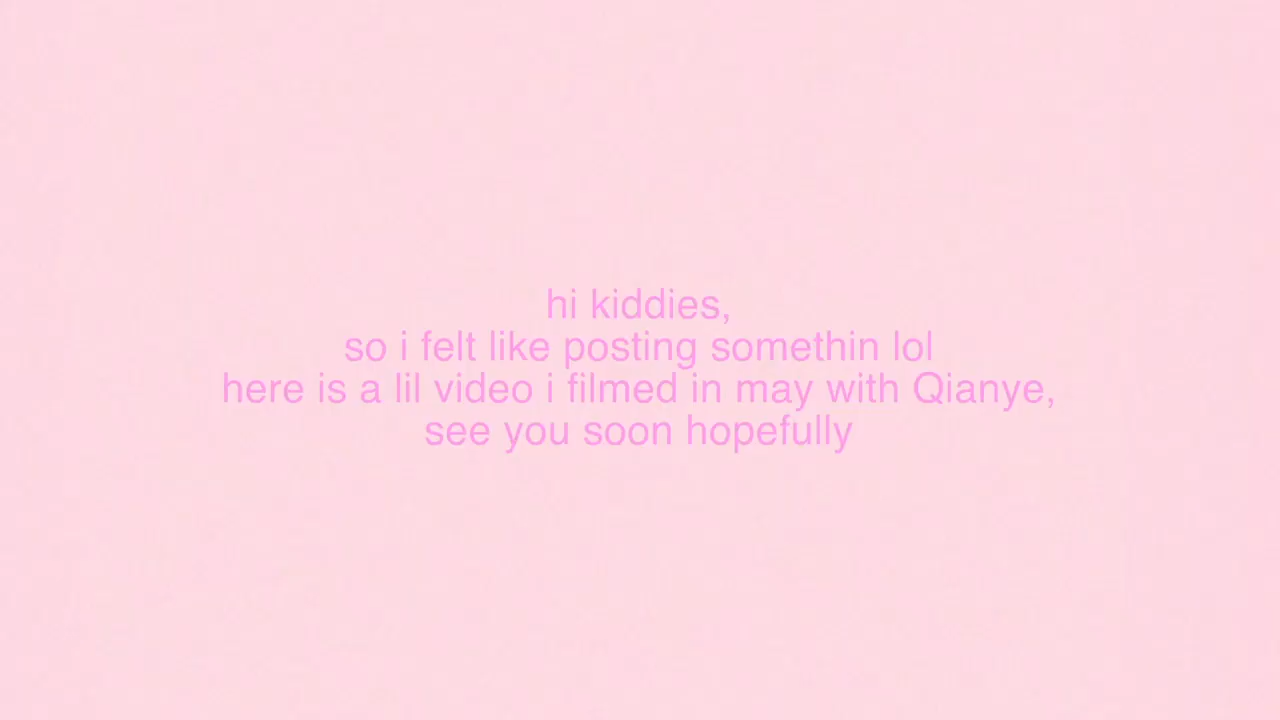 hi kiddies,
so i felt like posting somethin lol
here is a lil video i filmed in may with Qianye,
see you soon hopefully